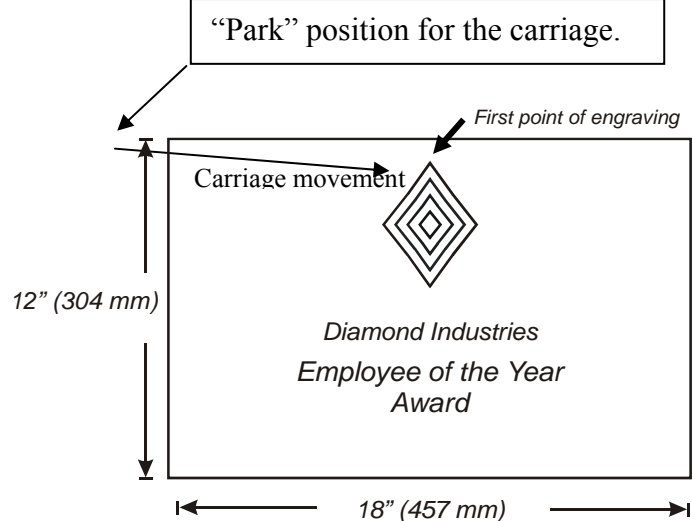 “Park” position for the carriage.
First point of engraving
Carriage movement
12” (304 mm)
Diamond Industries
Employee of the Year
Award
18” (457 mm)